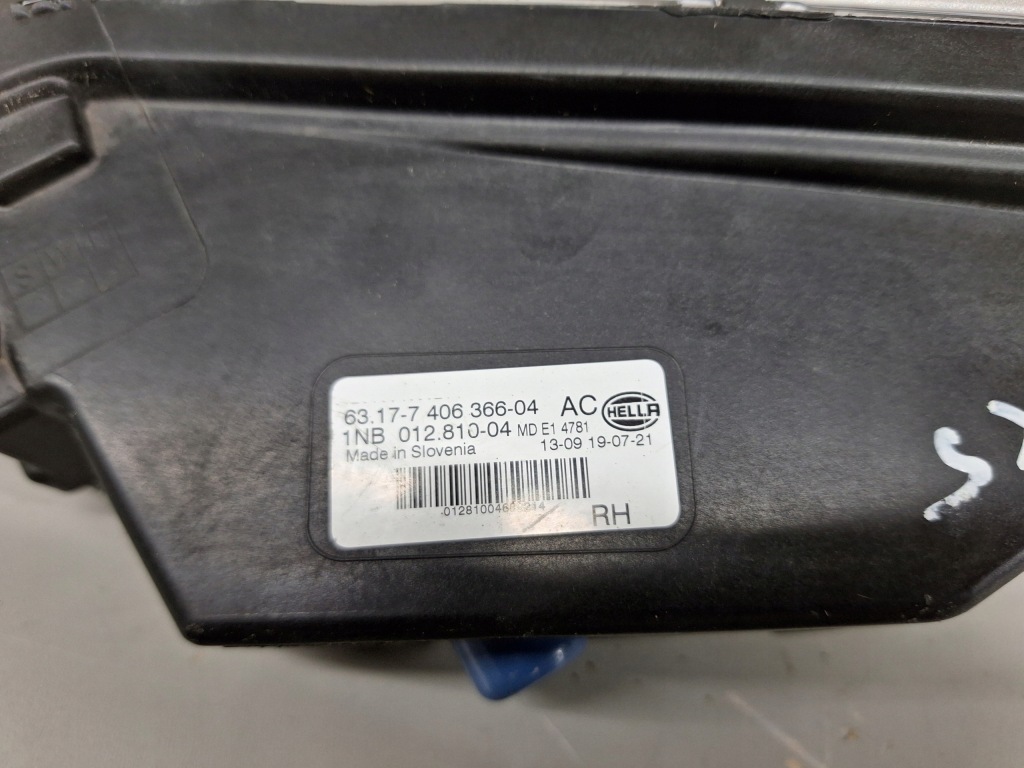 63.17-7 406 366-04 AC HELLA
1NB 012.810-04 MD E1 4781
Made in Slovenia 13-09 19-07-21
RH